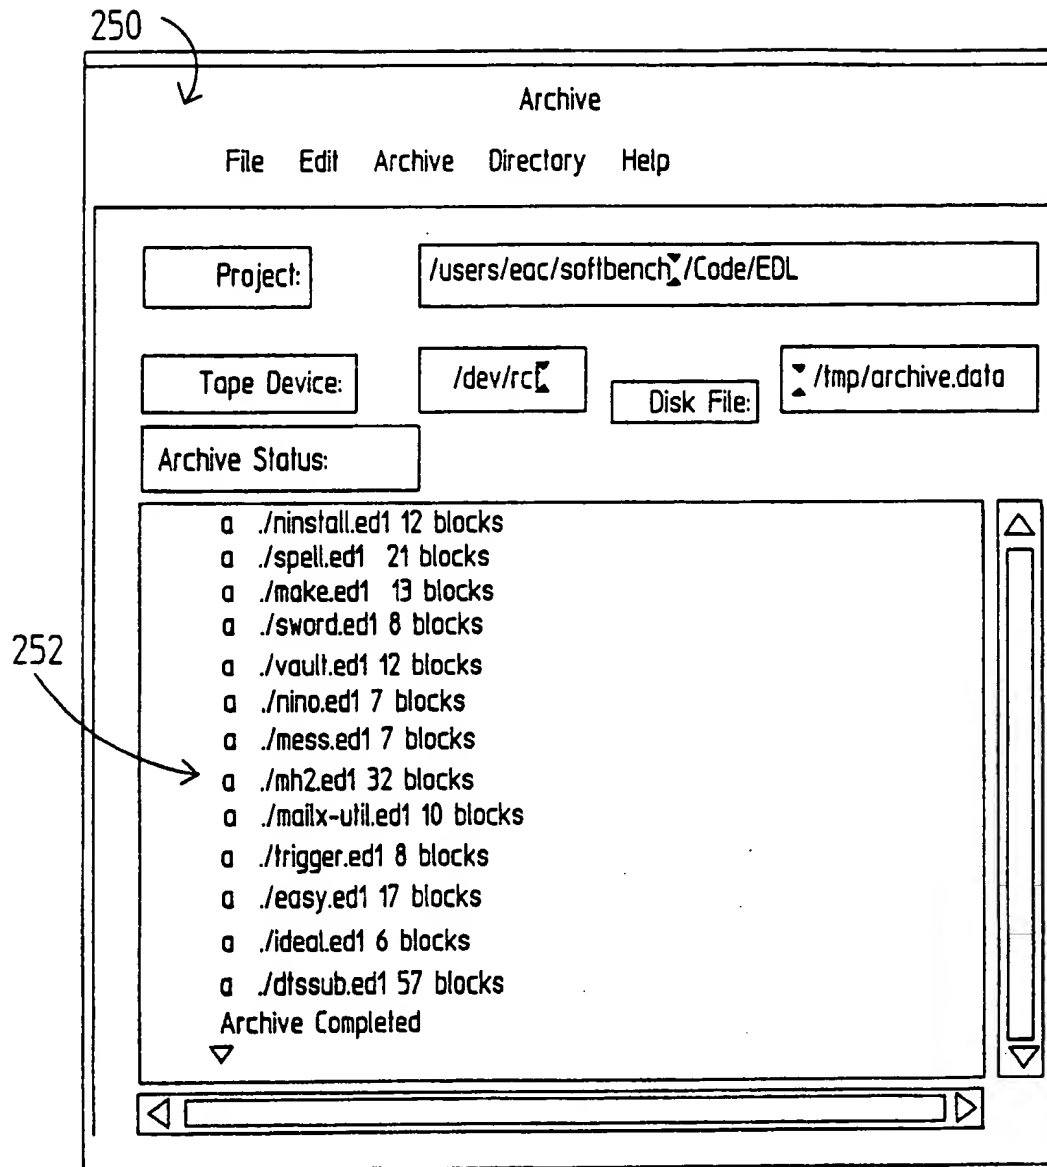 250
Archive
File Edit Archive Directory Help
Project: /users/eac/softbench/Code/EDL
Tape Device: /dev/rct Disk File: /tmp/archive.data
Archive Status:
a ./ninstall.ed1 12 blocks
a ./spell.ed1 21 blocks
a ./make.ed1 13 blocks
a ./sword.ed1 8 blocks
252
a ./vault.ed1 12 blocks
a ./nino.ed1 7 blocks
a ./mess.ed1 7 blocks
a ./mh2.ed1 32 blocks
a ./mailx-util.ed1 10 blocks
a ./trigger.ed1 8 blocks
a ./easy.ed1 17 blocks
a ./ideal.ed1 6 blocks
a ./dtssub.ed1 57 blocks
Archive Completed